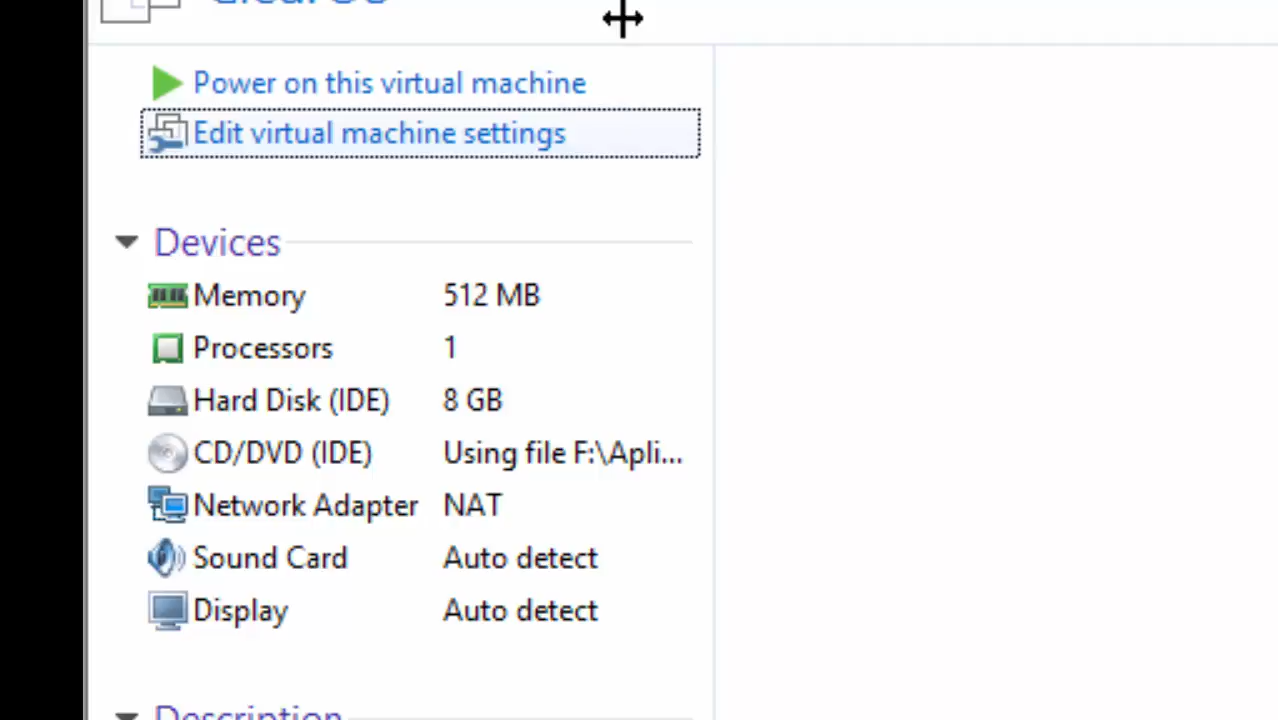 Power on this virtual machine
Edit virtual machine settings
Devices
Memory 512 MB
Processors 1
Hard Disk (IDE) 8 GB
CD/DVD (IDE) Using file F:\Apli...
Network Adapter NAT
Sound Card Auto detect
Display Auto detect
Description